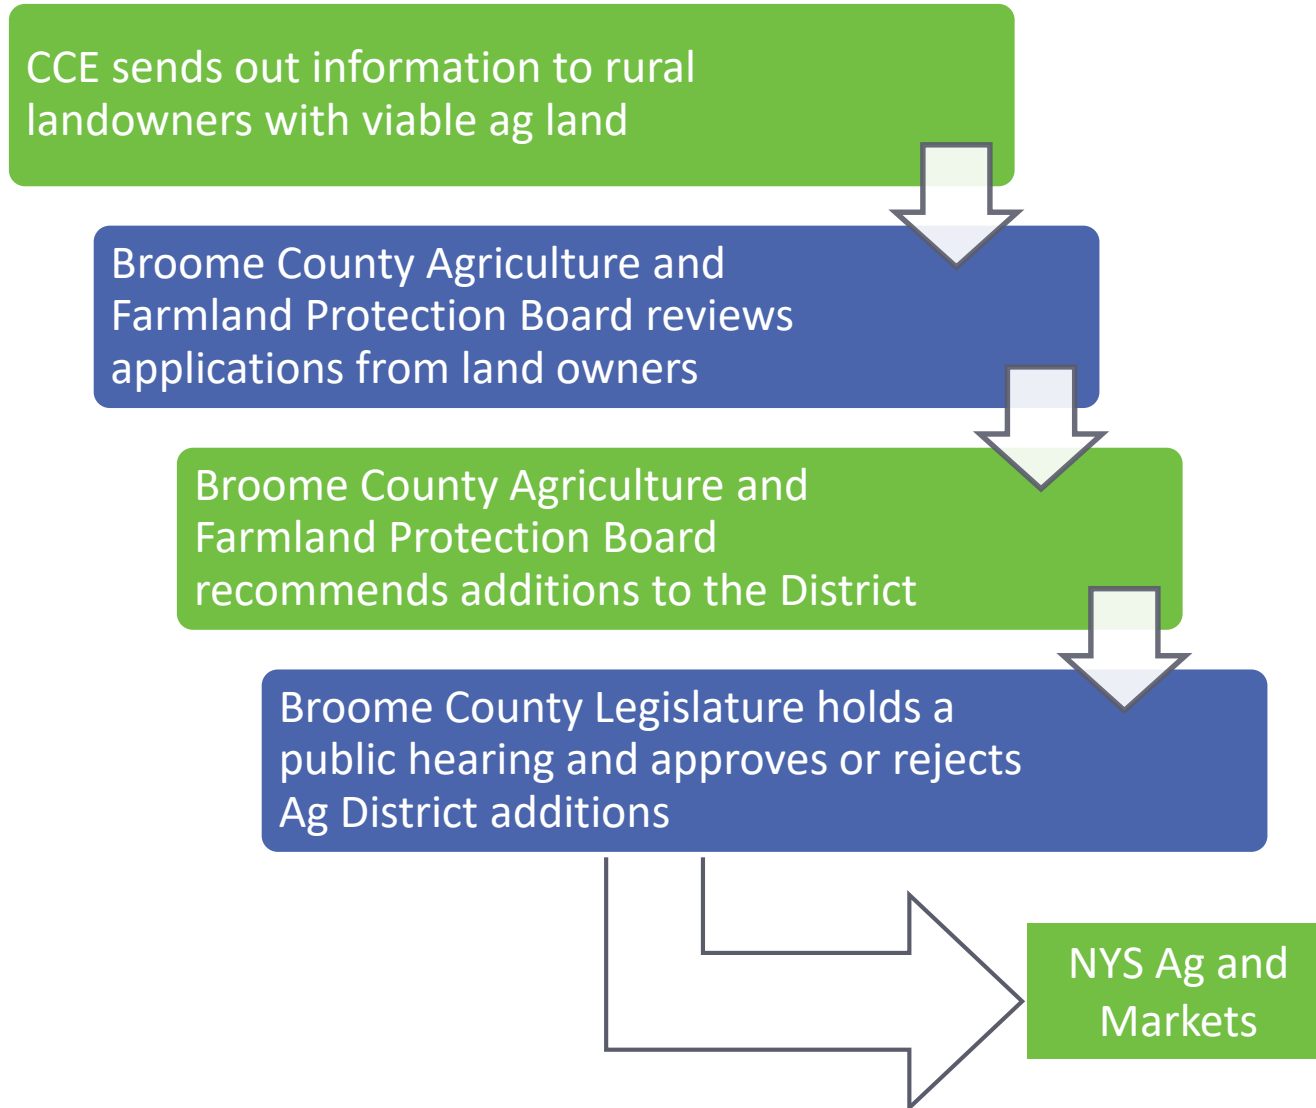 CCE sends out information to rural
landowners with viable ag land
Broome County Agriculture and
Farmland Protection Board reviews
applications from land owners
Broome County Agriculture and
Farmland Protection Board
recommends additions to the District
Broome County Legislature holds a
public hearing and approves or rejects
Ag District additions
NYS Ag and
Markets